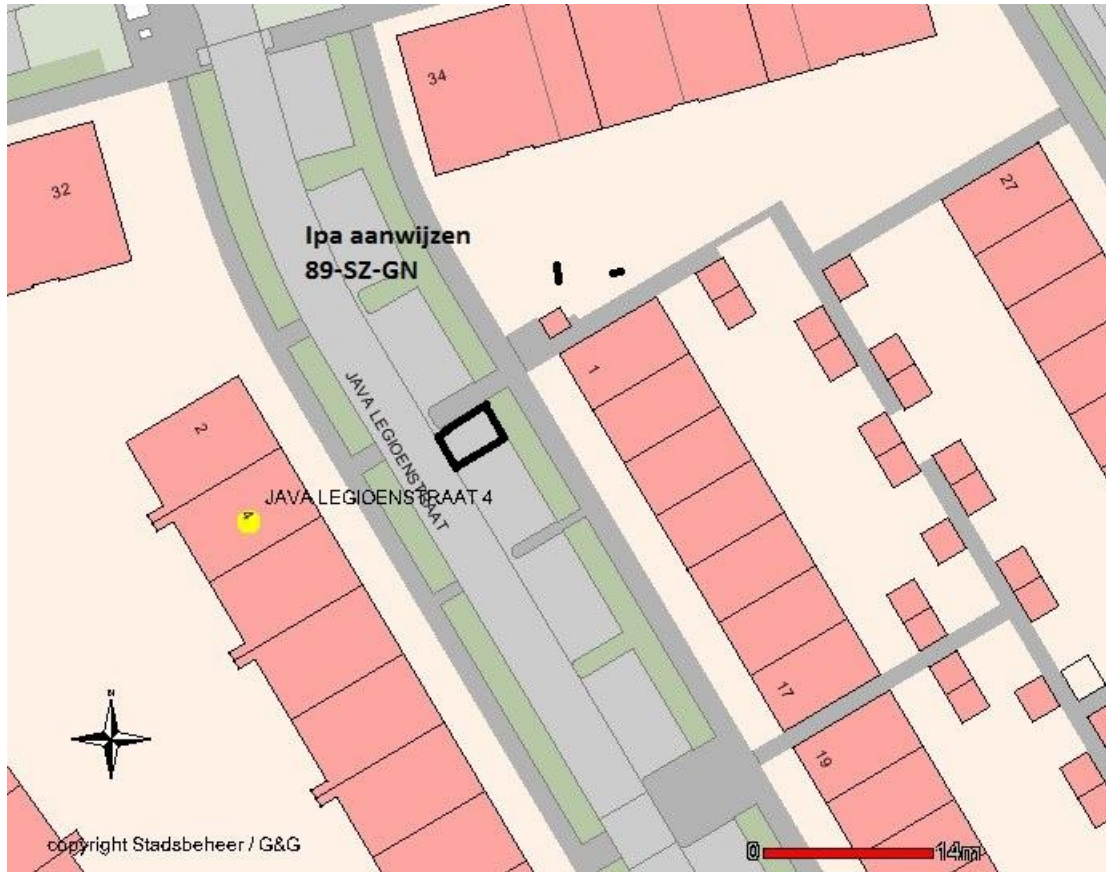 34
32
27
Ipa aanwijzen
89-SZ-GN
1
JAVA LEGIOENSTRAAT
2
JAVA LEGIOENSTRAAT 4
4
17
19
N
copyright Stadsbeheer / G&G
0 14m